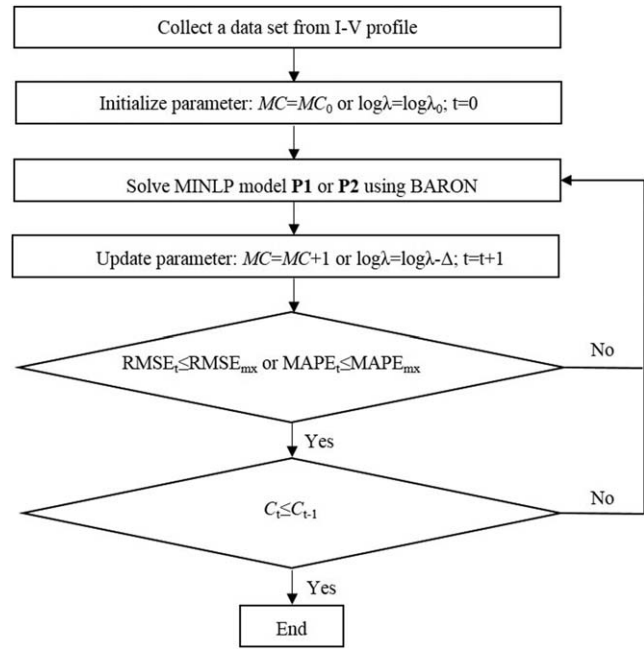 Collect a data set from I-V profile
Initialize parameter: MC=MC₀ or logλ=logλ₀; t=0
Solve MINLP model P1 or P2 using BARON
Update parameter: MC=MC+1 or logλ=logλ-Δ; t=t+1
RMSEₜ≤RMSEₘₓ or MAPEₜ≤MAPEₘₓ
No
Yes
Cₜ≤Cₜ₋₁
No
Yes
End